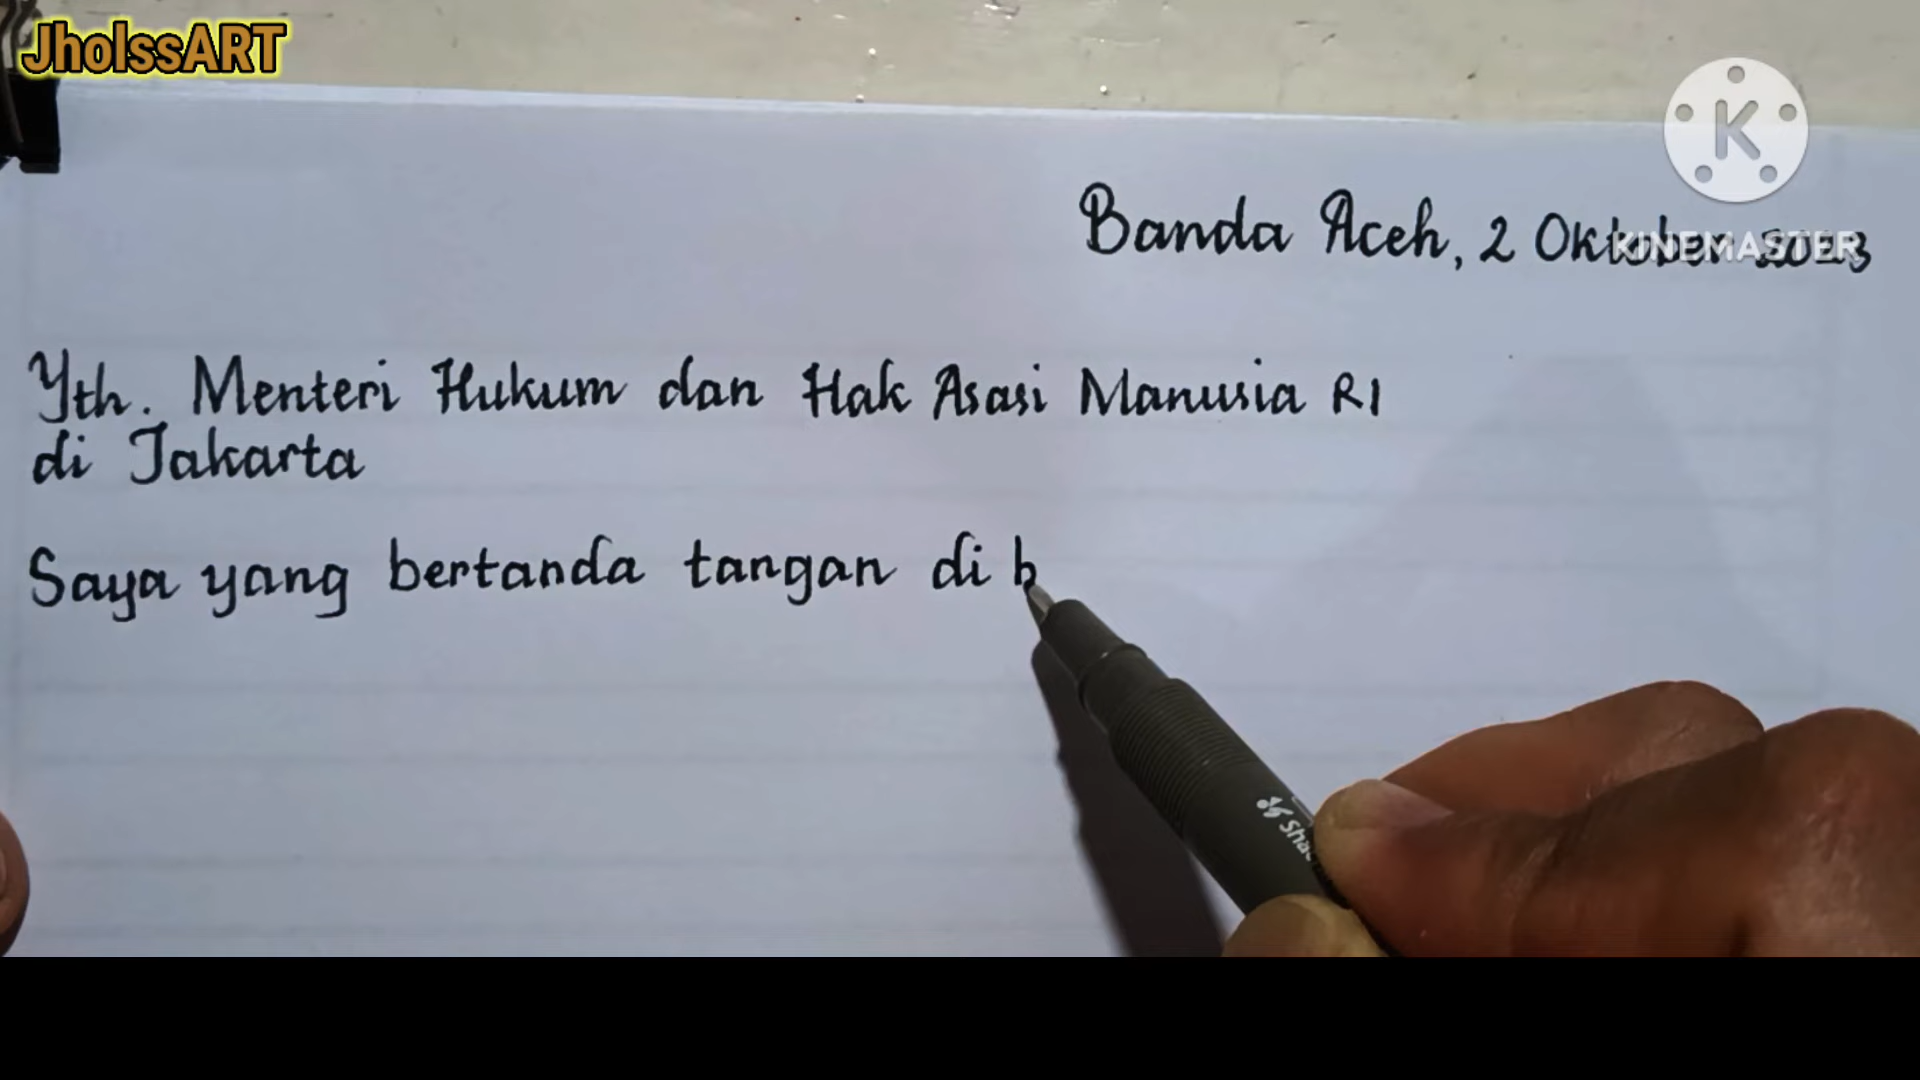 JhoIssART
K
KINEMASTER
Banda Aceh, 2 Oktober 2023
Yth. Menteri Hukum dan Hak Asasi Manusia RI
di Jakarta
Saya yang bertanda tangan di b